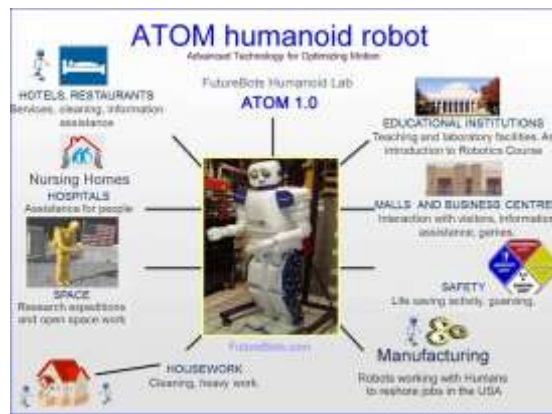 ATOM humanoid robot
Advanced Technology for Optimizing Motion
FutureBots Humanoid Lab
ATOM 1.0
HOTELS, RESTAURANTS
Services, cleaning, information
assistance
Nursing Homes
HOSPITALS
Assistance for people
SPACE
Research expeditions
and open space work
HOUSEWORK
Cleaning, heavy work.
FutureBots.com
EDUCATIONAL INSTITUTIONS
Teaching and laboratory facilities. An
introduction to Robotics Course
MALLS AND BUSINESS CENTRE
Interaction with visitors, information
assistance, games.
SAFETY
Life saving activity, guarding.
Manufacturing
Robots working with Humans
to reshore jobs in the USA